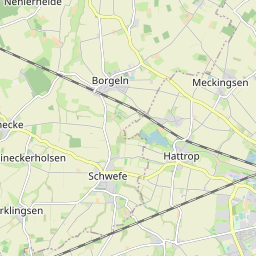 Nehlerheide
Borgeln
Meckingsen
ecke
ineckerholsen
Hattrop
Schwefe
rklingsen